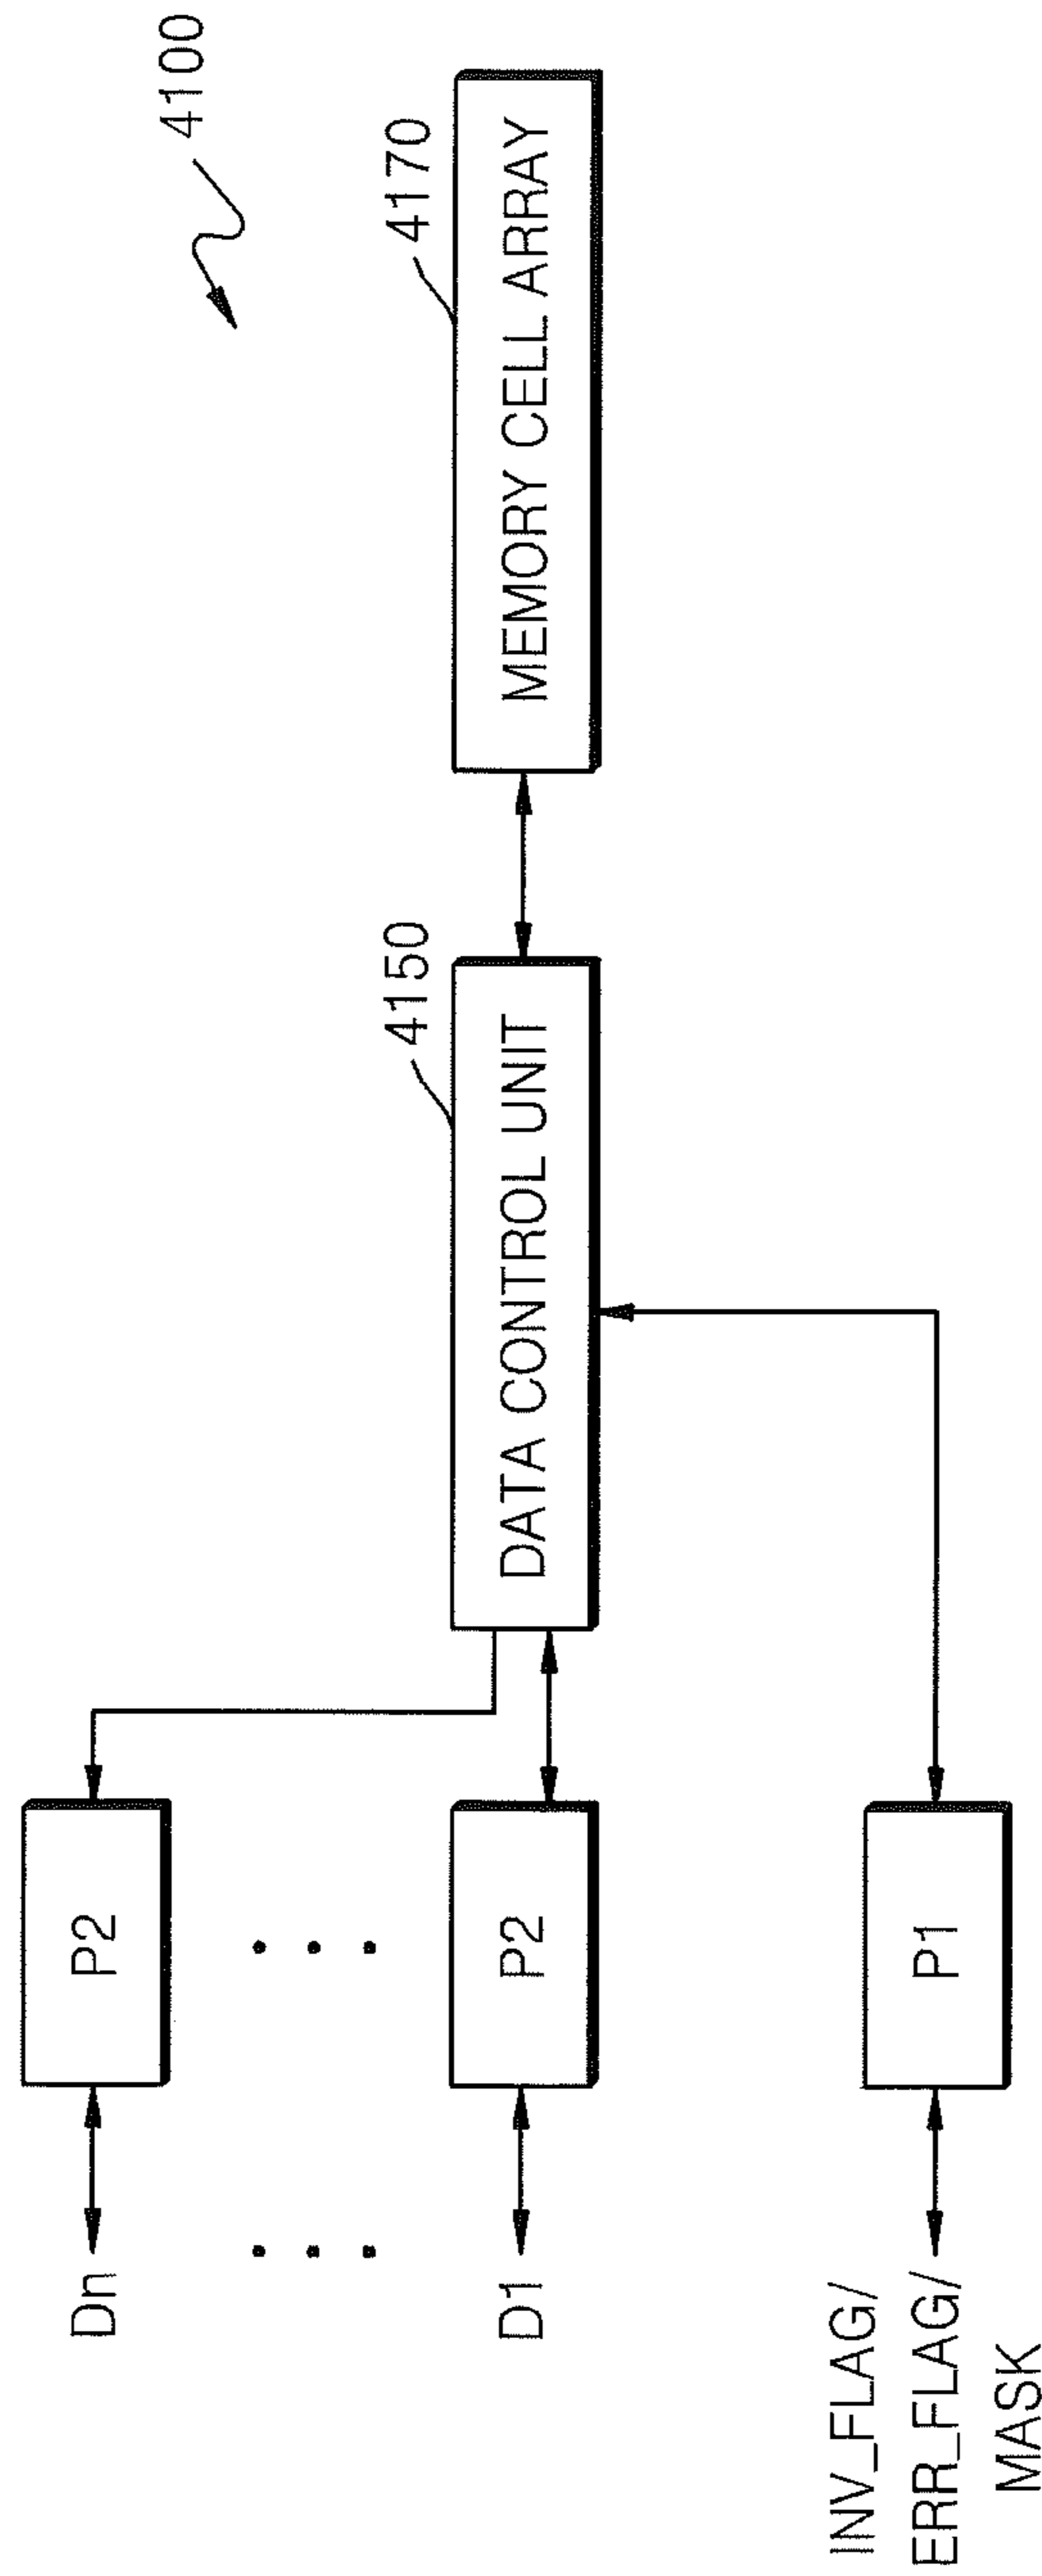 4100
Dn
P2
D1
P2
4150
DATA CONTROL UNIT
4170
MEMORY CELL ARRAY
INV_FLAG/
ERR_FLAG/
MASK
P1